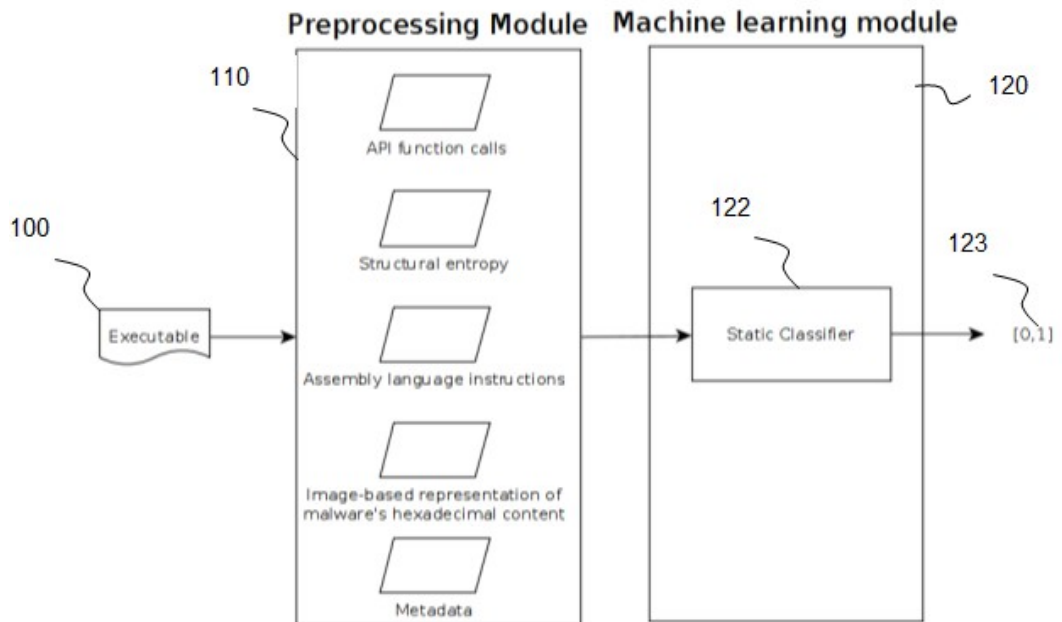 Preprocessing Module
Machine learning module
110
120
API function calls
122
100
Structural entropy
123
Executable
Static Classifier
[0,1]
Assembly language instructions
Image-based representation of
malware's hexadecimal content
Metadata